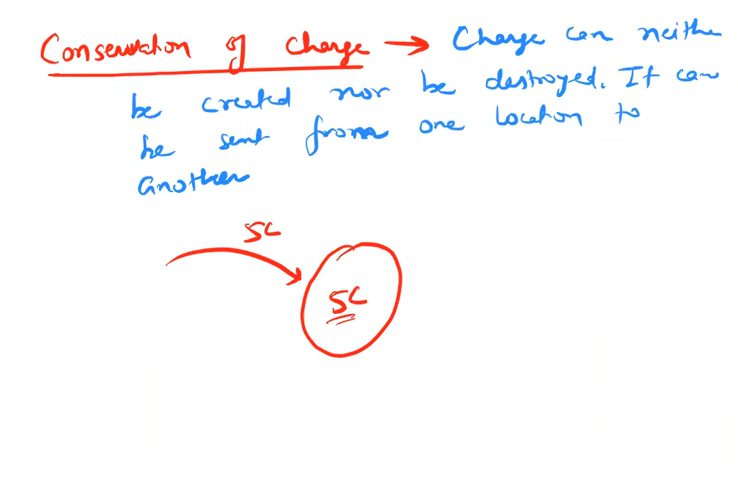 Conservation of charge → Charge can neithe
be created nor be destroyed. It can
be sent from one location to
another
5C
5C